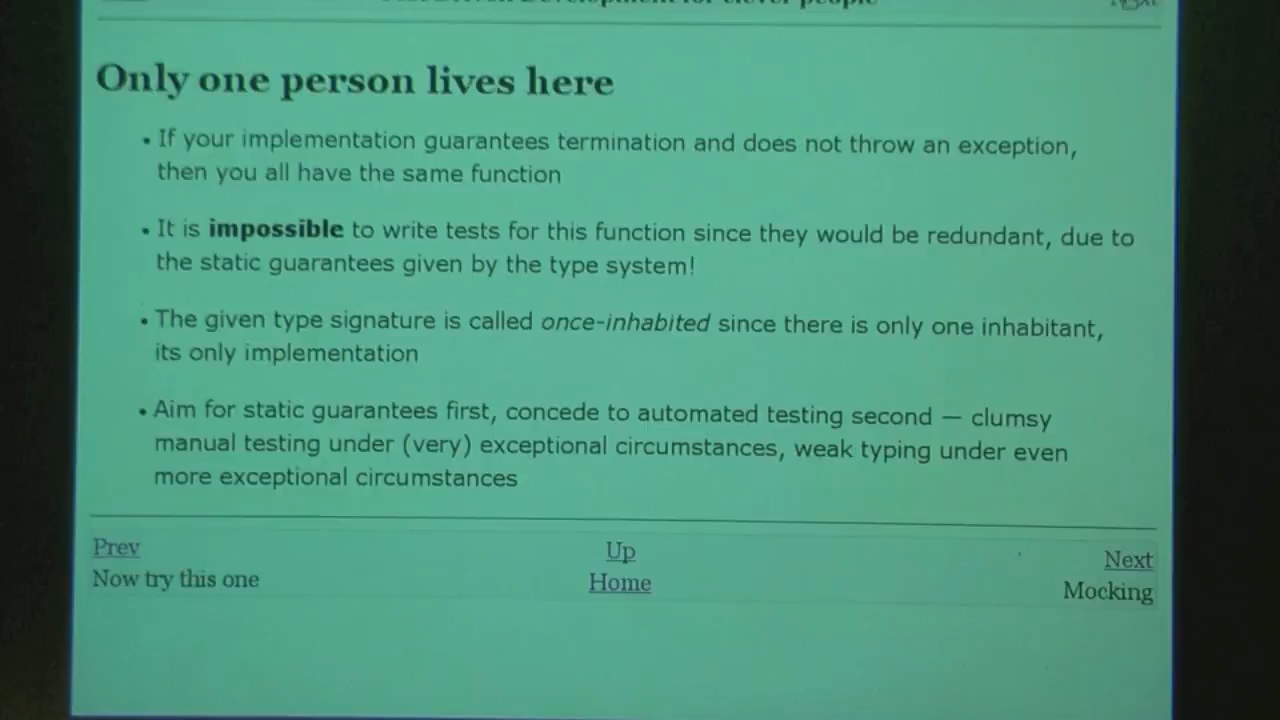 for clever people
Next
Only one person lives here
• If your implementation guarantees termination and does not throw an exception,
then you all have the same function
• It is impossible to write tests for this function since they would be redundant, due to
the static guarantees given by the type system!
• The given type signature is called once-inhabited since there is only one inhabitant,
its only implementation
• Aim for static guarantees first, concede to automated testing second — clumsy
manual testing under (very) exceptional circumstances, weak typing under even
more exceptional circumstances
Prev
Up
Next
Now try this one
Home
Mocking